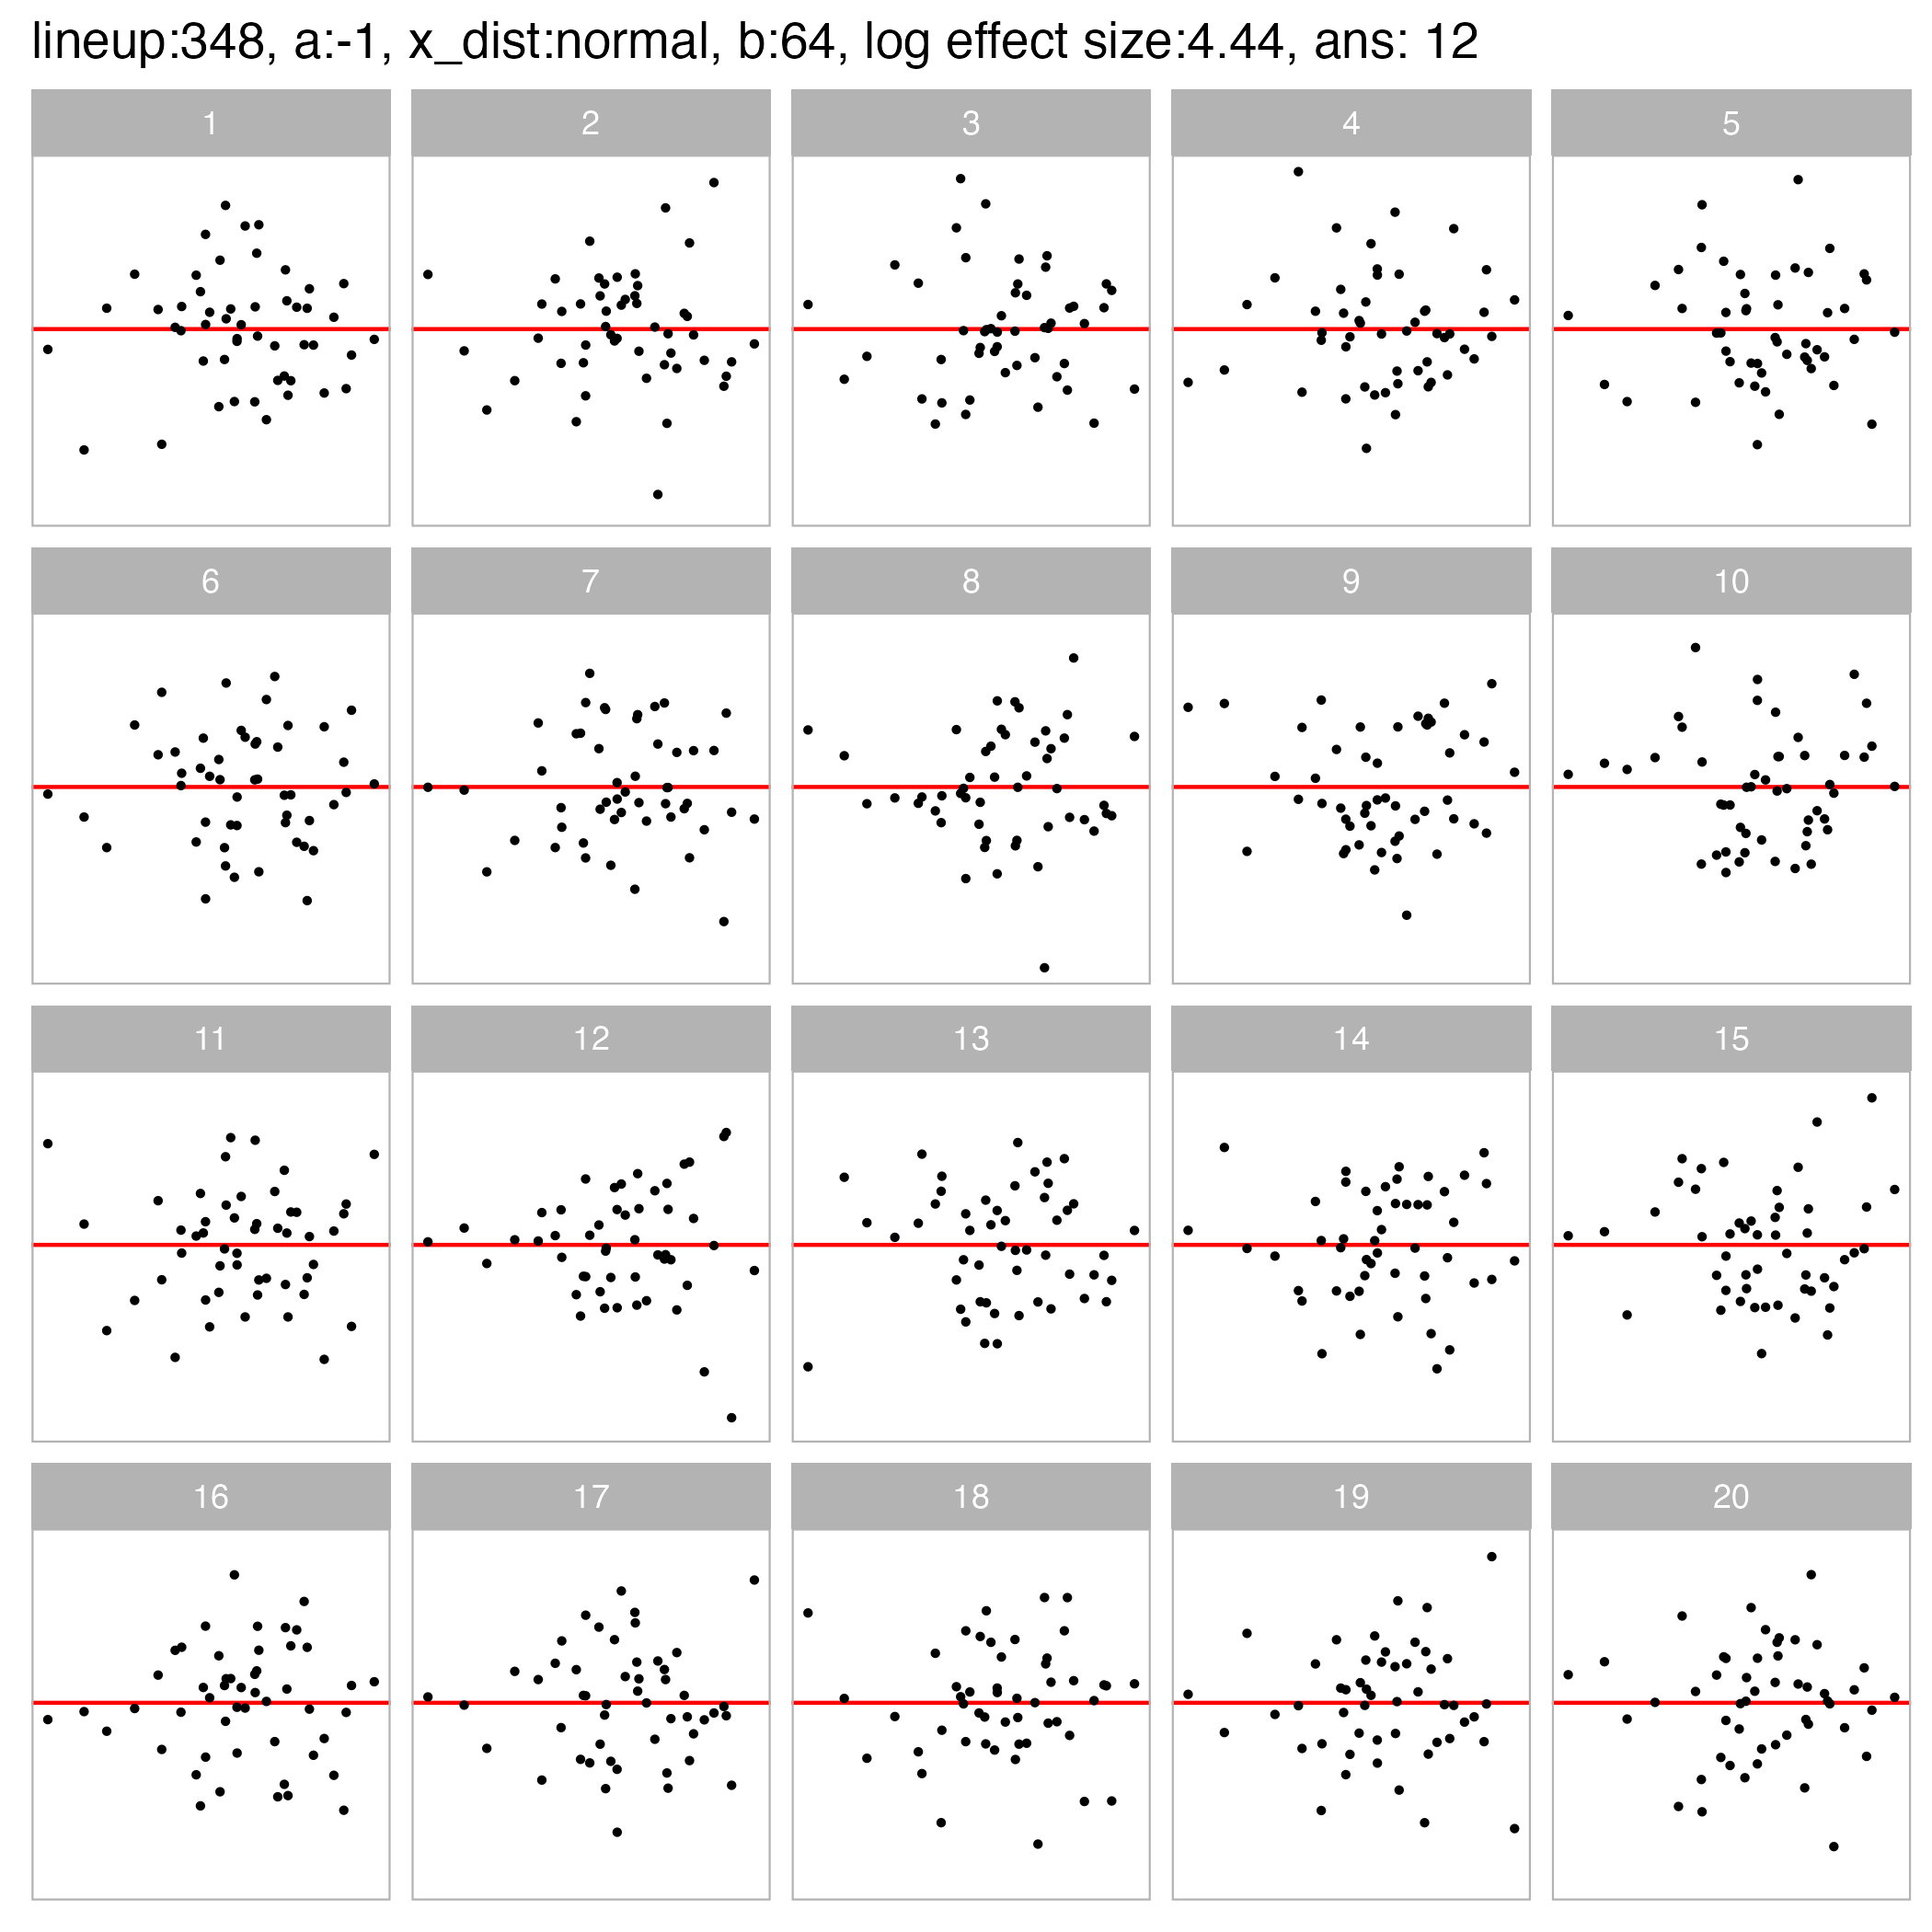 lineup:348, a:-1, x_dist:normal, b:64, log effect size:4.44, ans: 12
1 2 3 4 5
6 7 8 9 10
11 12 13 14 15
16 17 18 19 20